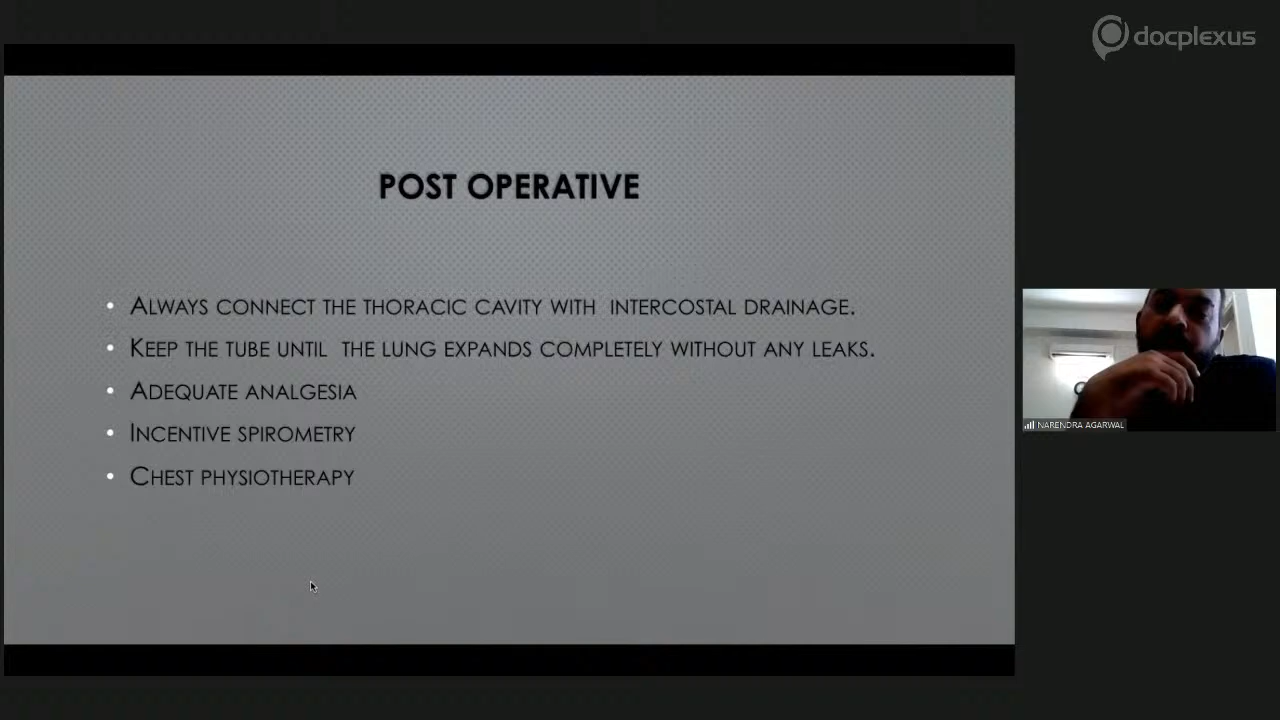 docplexus
POST OPERATIVE
• ALWAYS CONNECT THE THORACIC CAVITY WITH INTERCOSTAL DRAINAGE.
• KEEP THE TUBE UNTIL THE LUNG EXPANDS COMPLETELY WITHOUT ANY LEAKS.
• ADEQUATE ANALGESIA
• INCENTIVE SPIROMETRY
• CHEST PHYSIOTHERAPY
NARENDRA AGARWAL